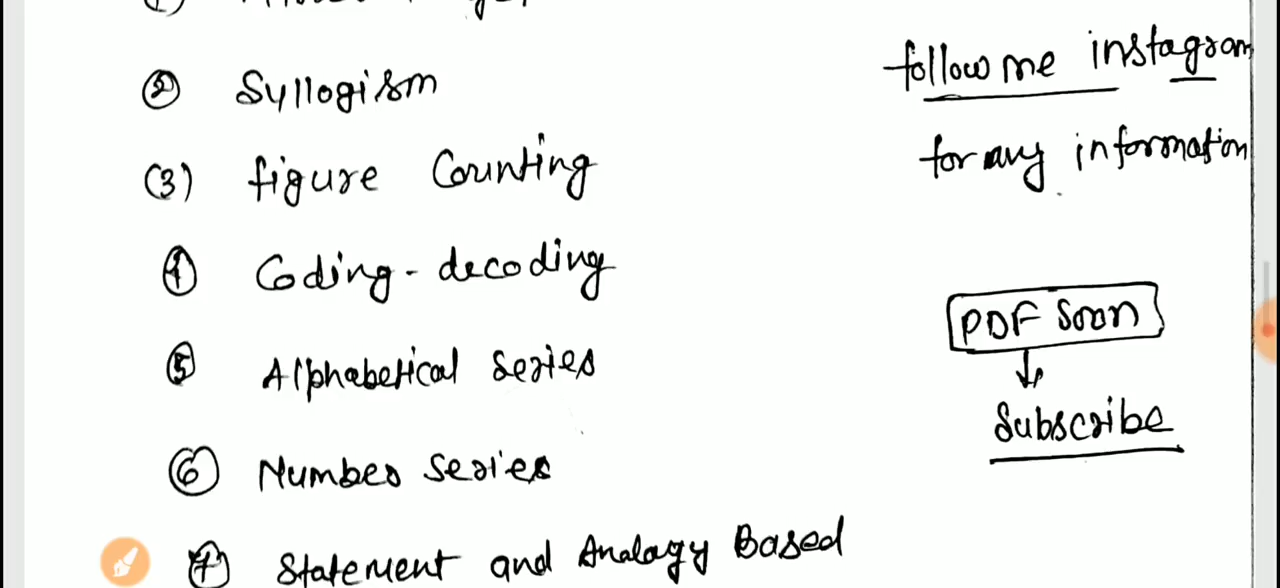 ② Syllogism
(3) figure Counting
④ Coding-decoding
⑤ Alphabetical series
⑥ Number series
⑦ Statement and Analagy Based
follow me instagram
for any information
PDF Soon
Subscribe